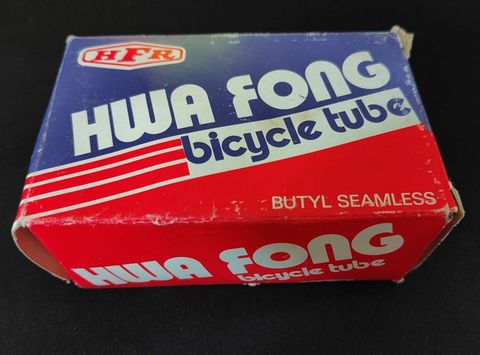 HFR
HWA FONG
bicycle tube
BUTYL SEAMLESS
HWA FONG
bicycle tube